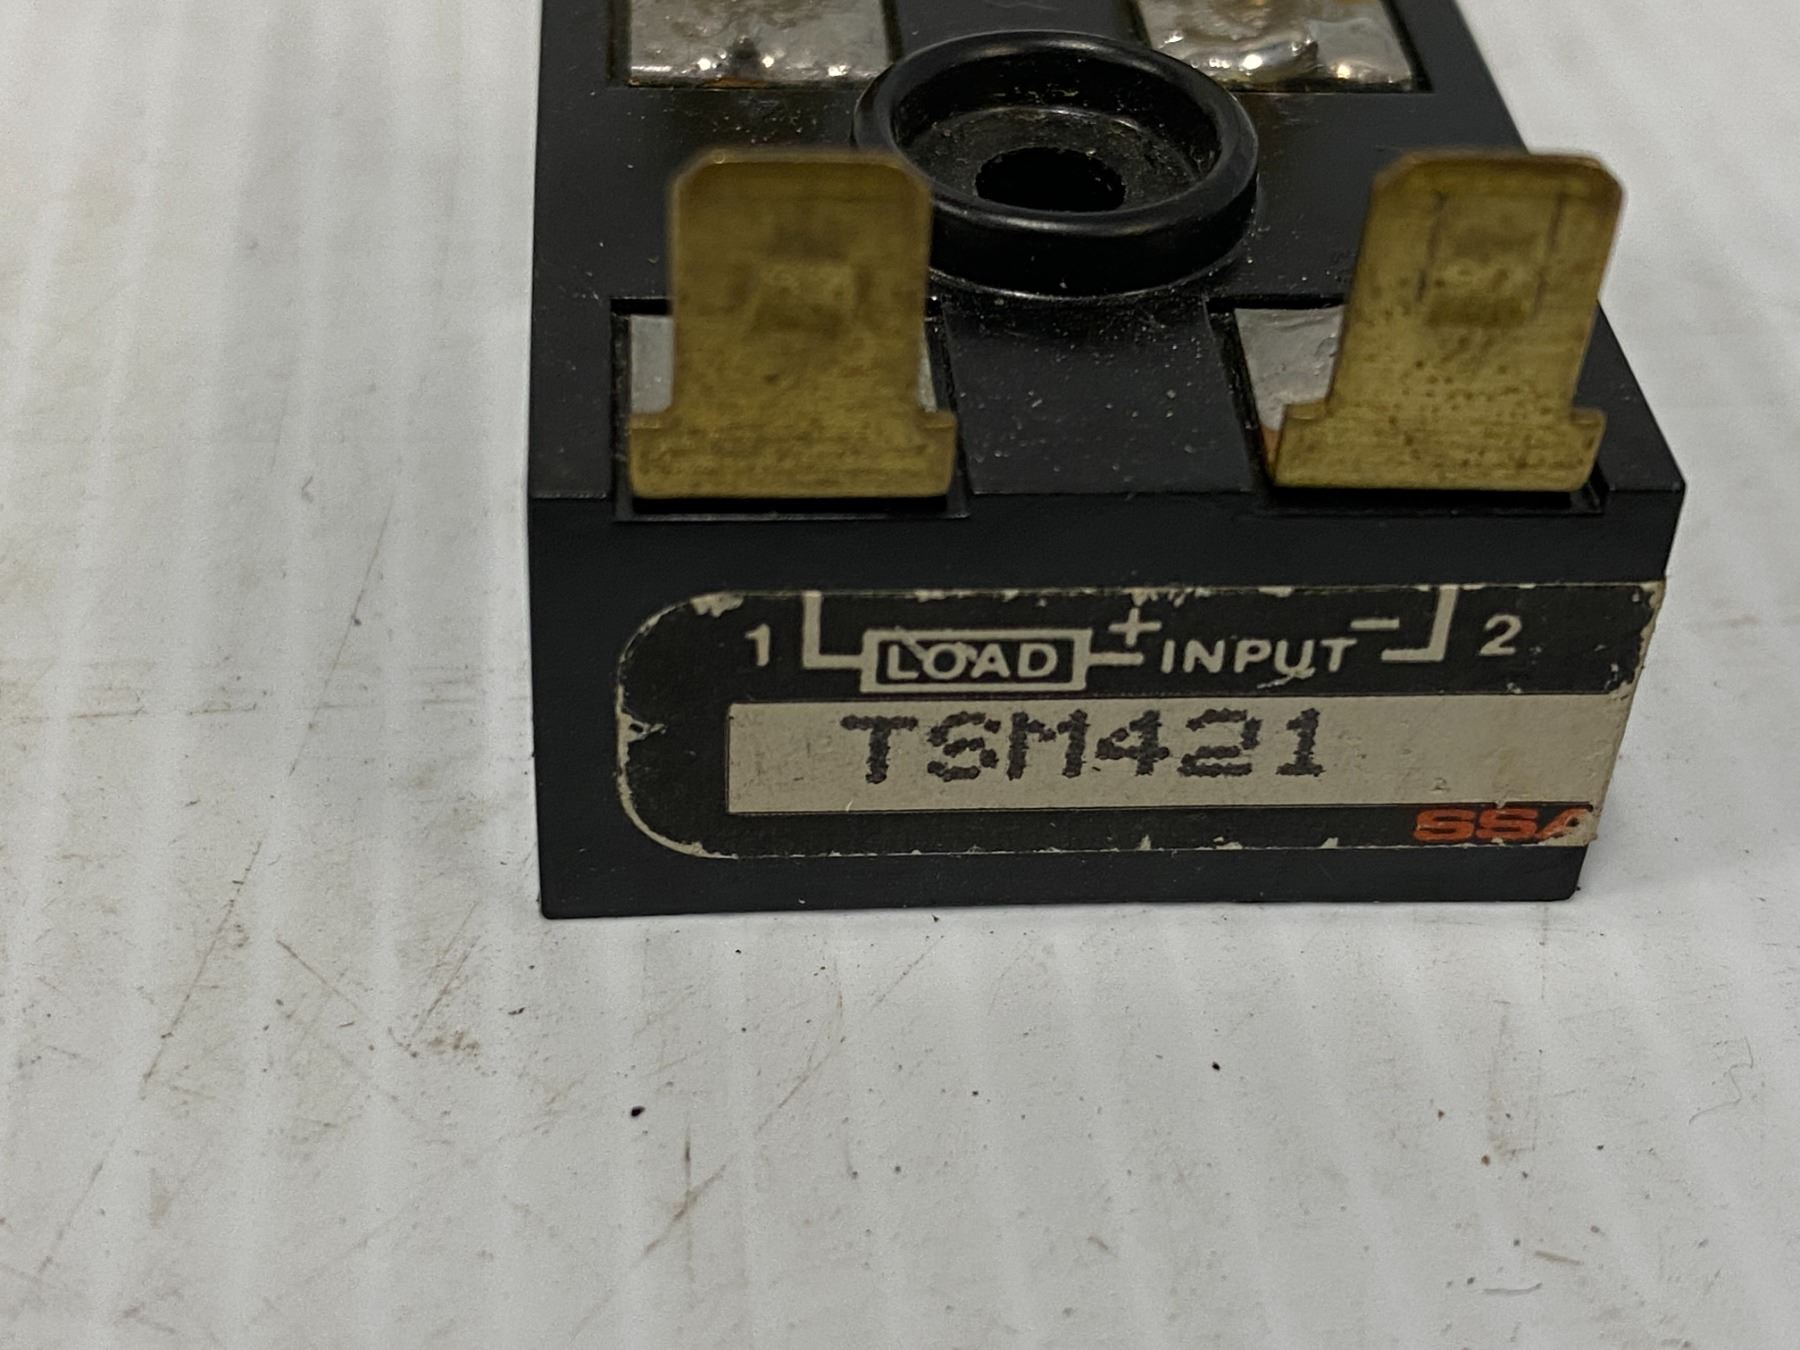 1 LOAD + INPUT - 2
TSM421
SSA